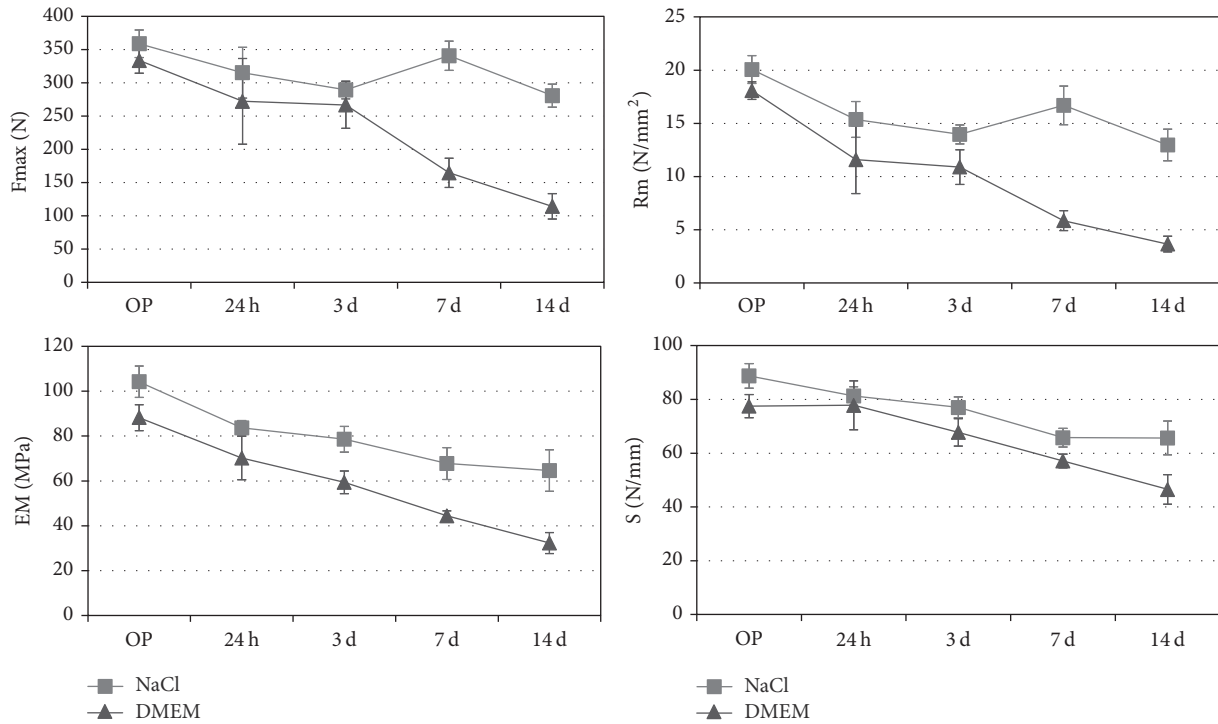 400
350
300
250
200
150
100
50
0
Fmax (N)
OP 24 h 3 d 7 d 14 d
25
20
15
10
5
0
Rm (N/mm²)
OP 24 h 3 d 7 d 14 d
120
100
80
60
40
20
0
EM (MPa)
OP 24 h 3 d 7 d 14 d
NaCl
DMEM
100
80
60
40
20
0
S (N/mm)
OP 24 h 3 d 7 d 14 d
NaCl
DMEM